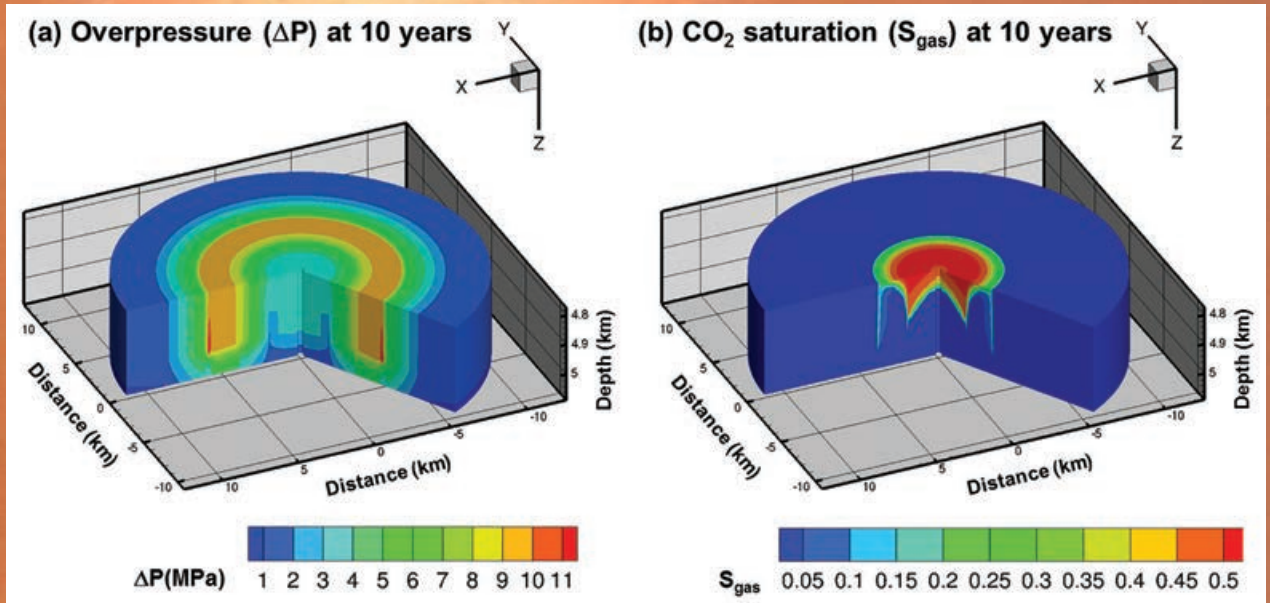 (a) Overpressure (ΔP) at 10 years
Y
X
Z
10
5
0
-5
-10
Distance (km)
10
5
0
-5
-10
Distance (km)
4.8
4.9
5
Depth (km)
ΔP(MPa)
1 2 3 4 5 6 7 8 9 10 11
(b) CO₂ saturation (Sgas) at 10 years
Y
X
Z
10
5
0
-5
-10
Distance (km)
10
5
0
-5
-10
Distance (km)
4.8
4.9
5
Depth (km)
Sgas
0.05 0.1 0.15 0.2 0.25 0.3 0.35 0.4 0.45 0.5